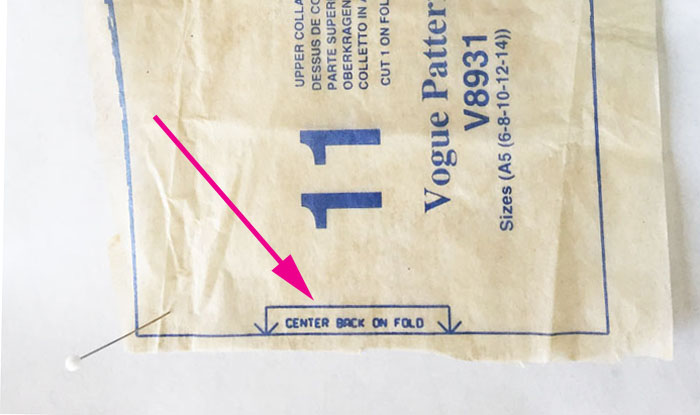 UPPER COLLA
DESSUS DE CO
PARTE SUPERI
OBERKRAGEN
COLLETTO IN A
CUT 1 ON FOL
11
Vogue Patter
V8931
Sizes (A5 (6-8-10-12-14))
CENTER BACK ON FOLD